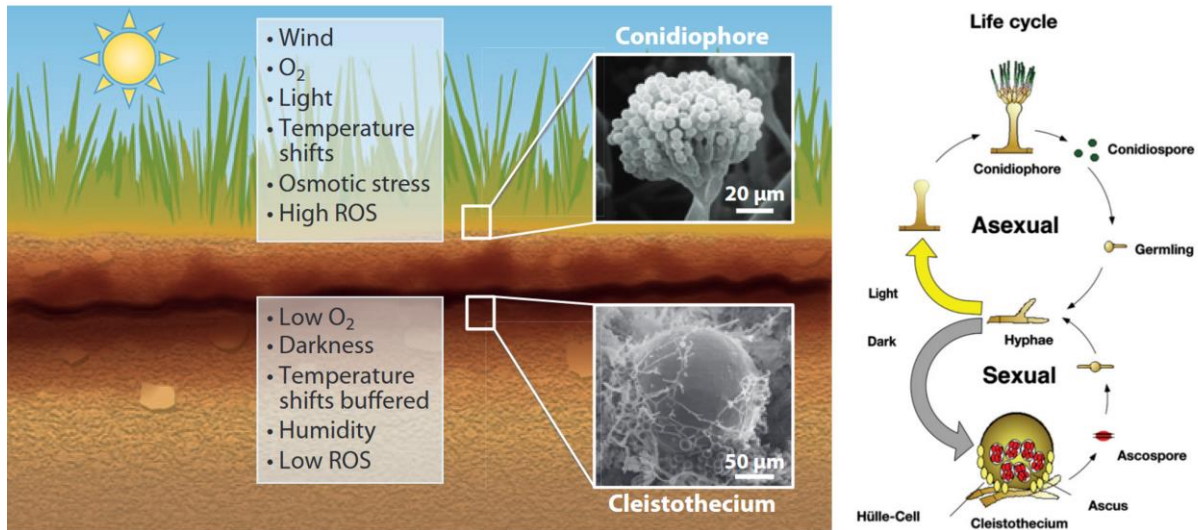 • Wind
• O₂
• Light
• Temperature
shifts
• Osmotic stress
• High ROS
Conidiophore
20 µm
• Low O₂
• Darkness
• Temperature
shifts buffered
• Humidity
• Low ROS
50 µm
Cleistothecium
Life cycle
Conidiophore
Conidiospore
Asexual
Germling
Light
Hyphae
Dark
Sexual
Ascospore
Ascus
Hülle-Cell
Cleistothecium